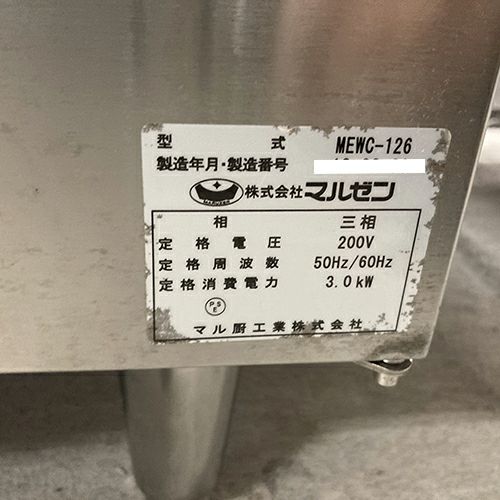 型式 MEWC-126
製造年月・製造番号
MARUZEN 株式会社マルゼン
相 三相
定格電圧 200V
定格周波数 50Hz/60Hz
定格消費電力 3.0kW
PSE
マル厨工業株式会社